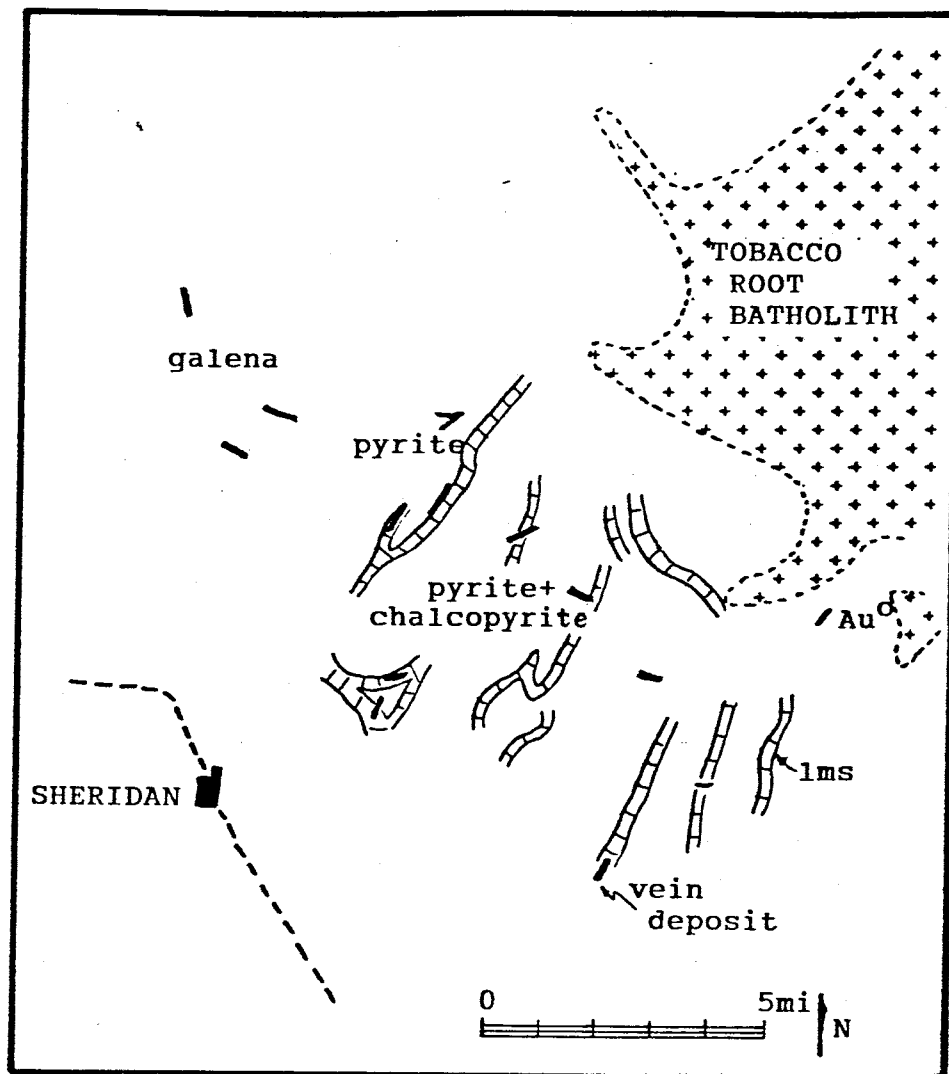 TOBACCO
ROOT
BATHOLITH
galena
pyrite
pyrite+
chalcopyrite
Au
lms
SHERIDAN
vein
deposit
0 5mi
N